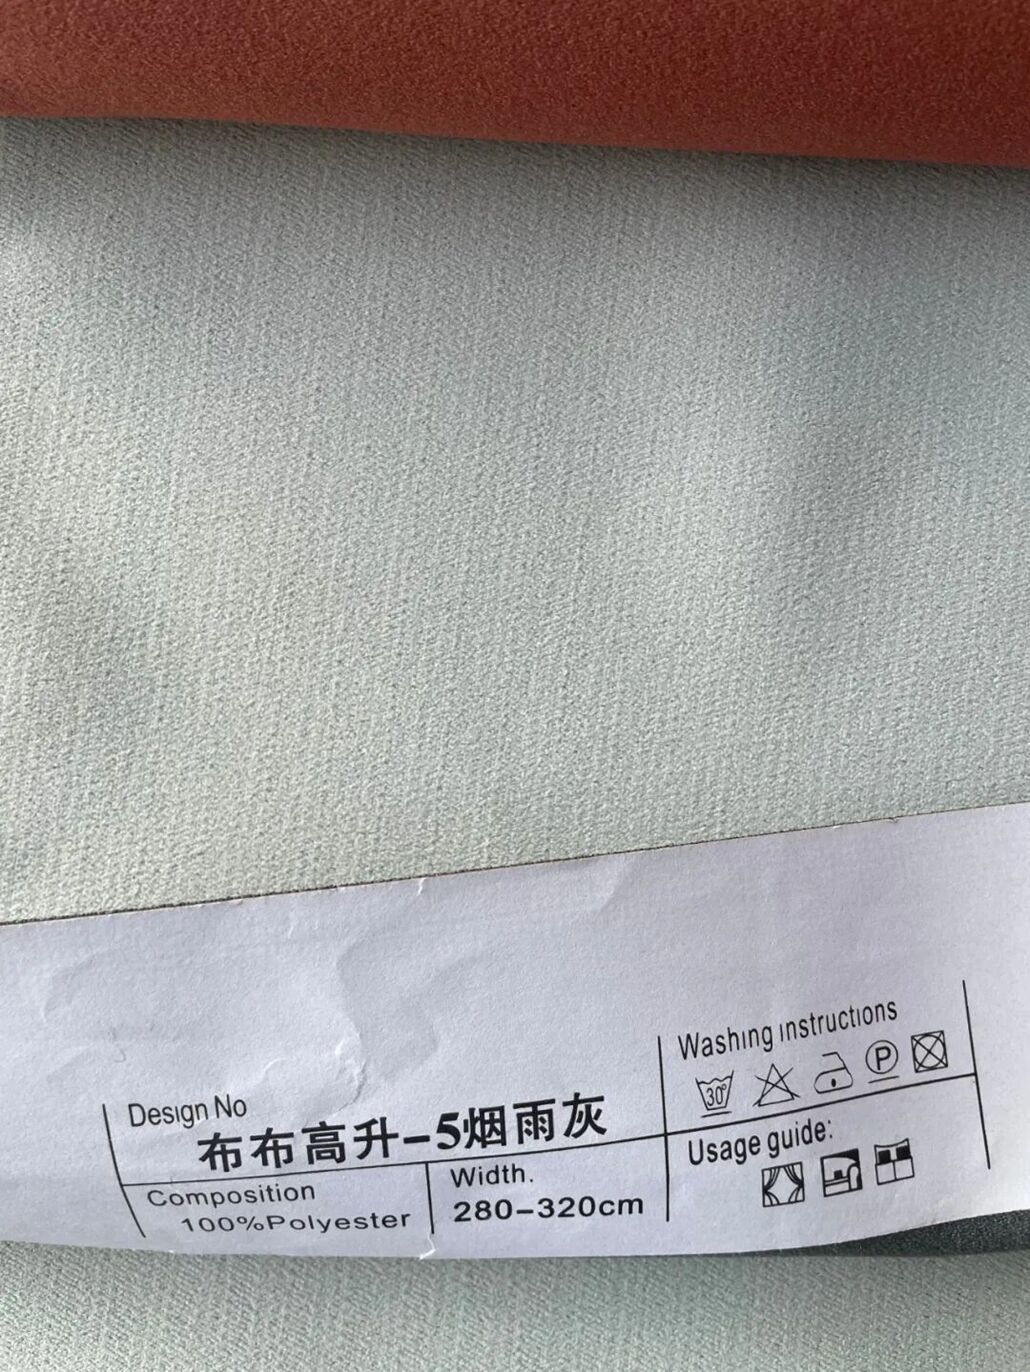 Design No
布布高升-5烟雨灰
Composition
100%Polyester
Width.
280-320cm
Washing instructions
30°
P
Usage guide: